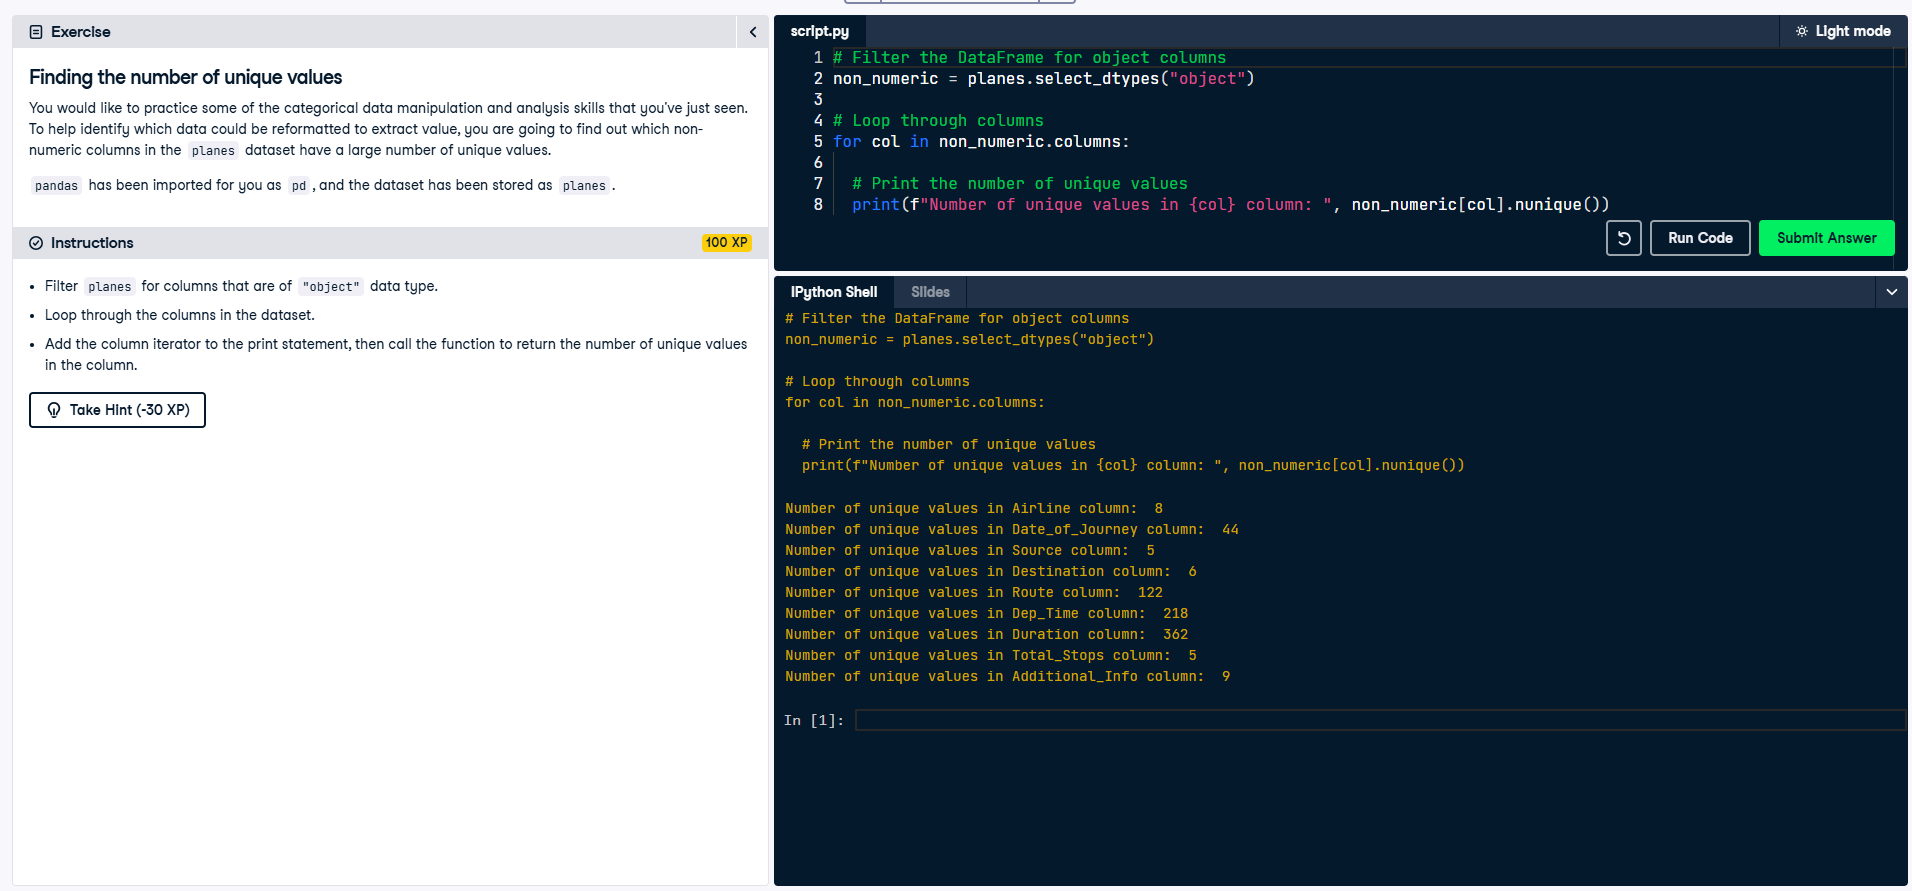 Exercise
Finding the number of unique values
You would like to practice some of the categorical data manipulation and analysis skills that you've just seen.
To help identify which data could be reformatted to extract value, you are going to find out which non-
numeric columns in the planes dataset have a large number of unique values.
pandas has been imported for you as pd, and the dataset has been stored as planes.
Instructions
100 XP
• Filter planes for columns that are of "object" data type.
• Loop through the columns in the dataset.
• Add the column iterator to the print statement, then call the function to return the number of unique values
in the column.
Take Hint (-30 XP)
script.py
Light mode
1 # Filter the DataFrame for object columns
2 non_numeric = planes.select_dtypes("object")
3
4 # Loop through columns
5 for col in non_numeric.columns:
6
7   # Print the number of unique values
8   print(f"Number of unique values in {col} column: ", non_numeric[col].nunique())
Run Code
Submit Answer
IPython Shell
Slides
# Filter the DataFrame for object columns
non_numeric = planes.select_dtypes("object")
# Loop through columns
for col in non_numeric.columns:
  # Print the number of unique values
  print(f"Number of unique values in {col} column: ", non_numeric[col].nunique())
Number of unique values in Airline column:  8
Number of unique values in Date_of_Journey column:  44
Number of unique values in Source column:  5
Number of unique values in Destination column:  6
Number of unique values in Route column:  122
Number of unique values in Dep_Time column:  218
Number of unique values in Duration column:  362
Number of unique values in Total_Stops column:  5
Number of unique values in Additional_Info column:  9
In [1]: